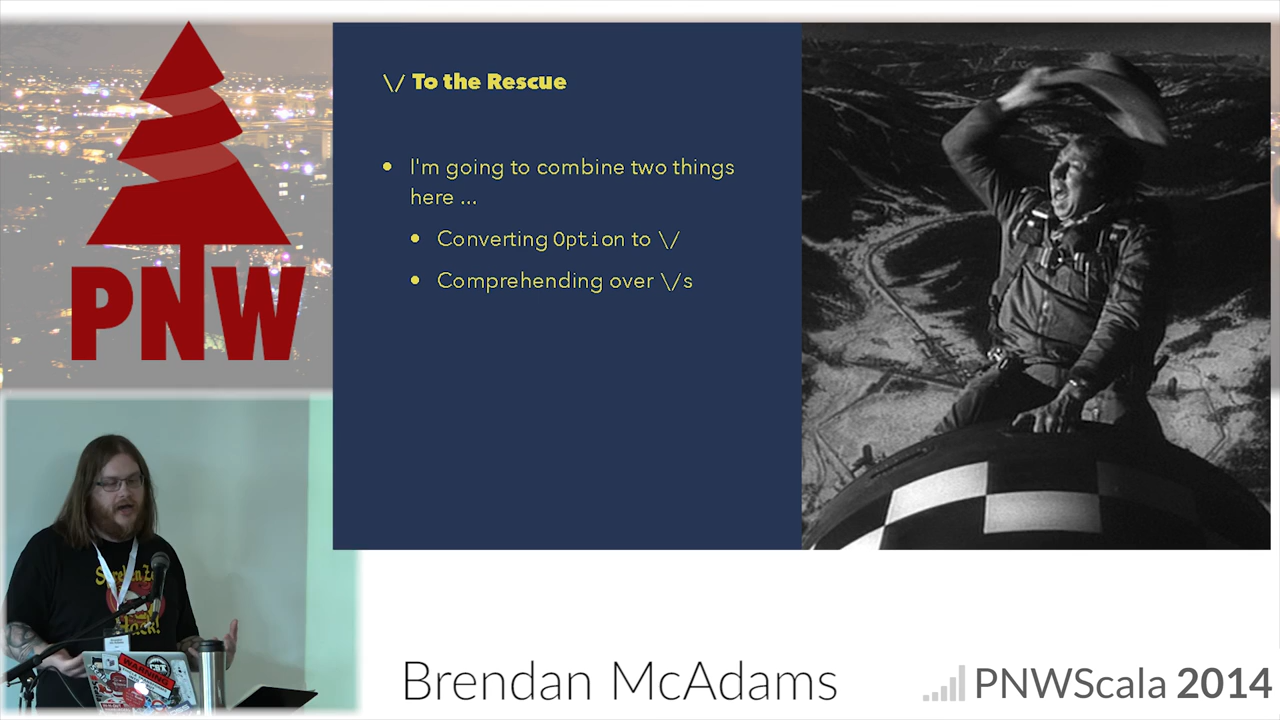 PNW
\/ To the Rescue
• I'm going to combine two things
here ...
• Converting Option to \/
• Comprehending over \/s
WARNING
Brendan McAdams
PNWScala 2014